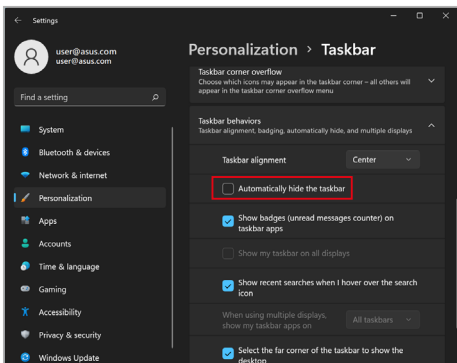 Settings
user@asus.com
user@asus.com
Find a setting
System
Bluetooth & devices
Network & internet
Personalization
Apps
Accounts
Time & language
Gaming
Accessibility
Privacy & security
Windows Update
Personalization > Taskbar
Taskbar corner overflow
Choose which icons may appear in the taskbar corner – all others will
appear in the taskbar corner overflow menu
Taskbar behaviors
Taskbar alignment, badging, automatically hide, and multiple displays
Taskbar alignment
Center
Automatically hide the taskbar
Show badges (unread messages counter) on
taskbar apps
Show my taskbar on all displays
Show recent searches when I hover over the search
icon
When using multiple displays,
show my taskbar apps on
All taskbars
Select the far corner of the taskbar to show the
desktop